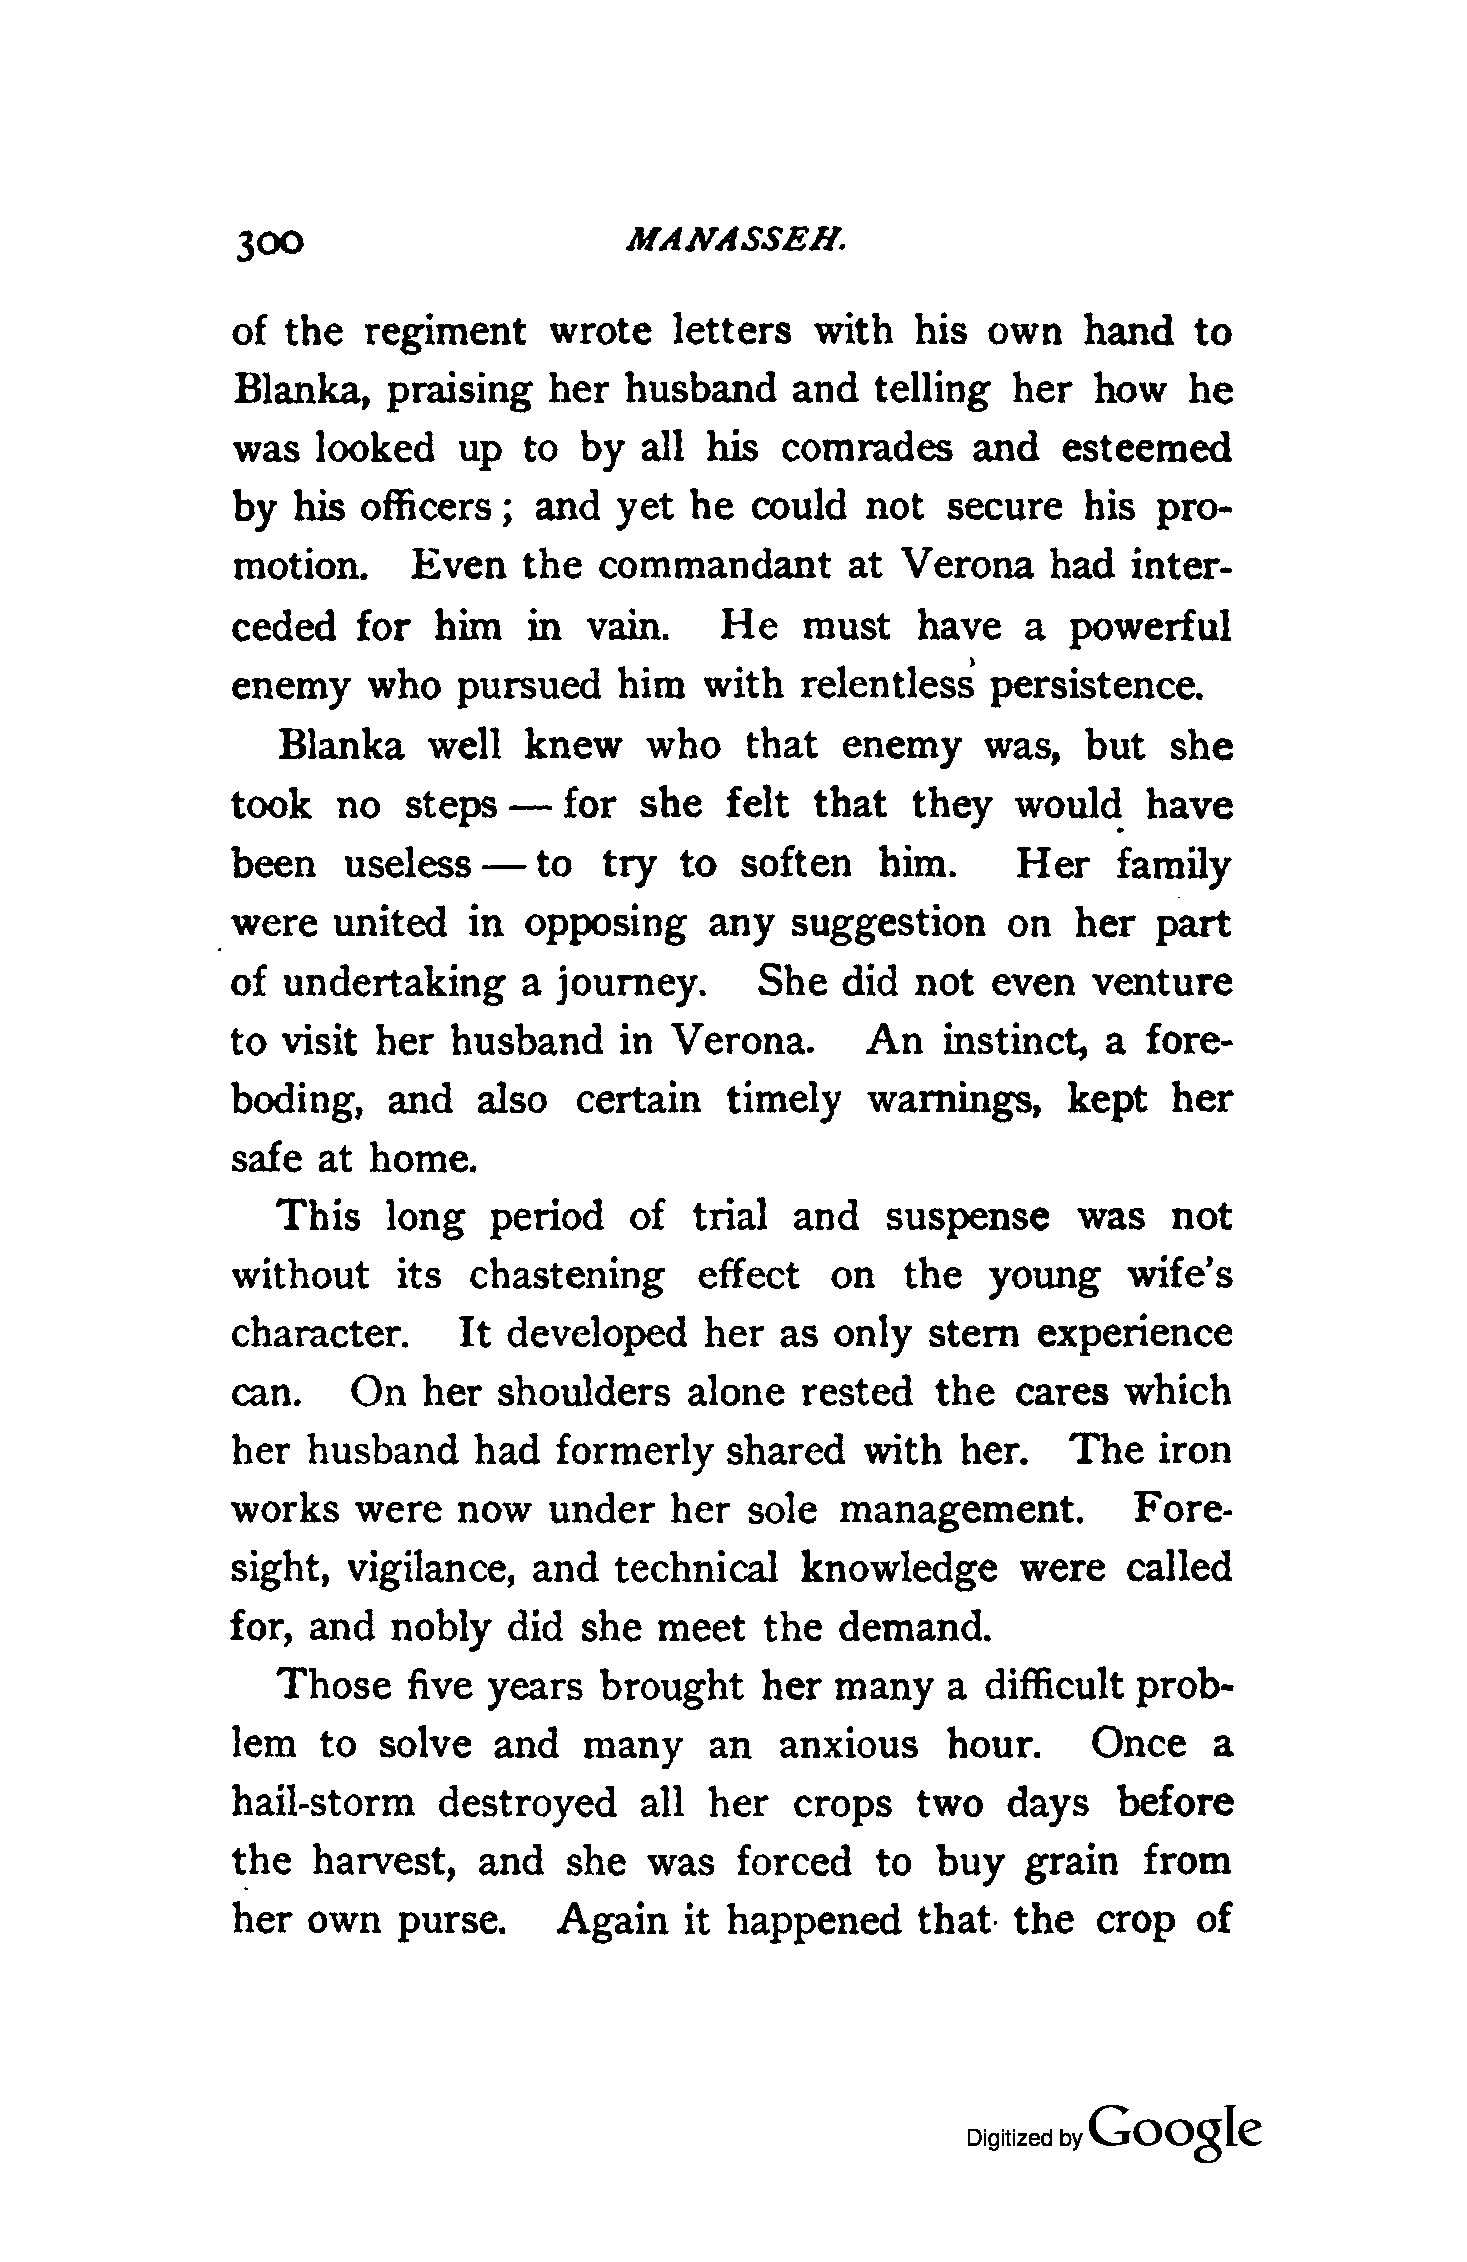 300 MANASSEH.
of the regiment wrote letters with his own hand to
Blanka, praising her husband and telling her how he
was looked up to by all his comrades and esteemed
by his officers ; and yet he could not secure his pro-
motion. Even the commandant at Verona had inter-
ceded for him in vain. He must have a powerful
enemy who pursued him with relentless persistence.
Blanka well knew who that enemy was, but she
took no steps — for she felt that they would have
been useless — to try to soften him. Her family
were united in opposing any suggestion on her part
of undertaking a journey. She did not even venture
to visit her husband in Verona. An instinct, a fore-
boding, and also certain timely warnings, kept her
safe at home.
This long period of trial and suspense was not
without its chastening effect on the young wife's
character. It developed her as only stern experience
can. On her shoulders alone rested the cares which
her husband had formerly shared with her. The iron
works were now under her sole management. Fore-
sight, vigilance, and technical knowledge were called
for, and nobly did she meet the demand.
Those five years brought her many a difficult prob-
lem to solve and many an anxious hour. Once a
hail-storm destroyed all her crops two days before
the harvest, and she was forced to buy grain from
her own purse. Again it happened that the crop of
Digitized by Google